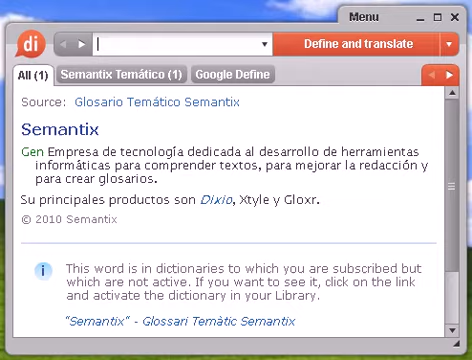 Menu
di
Define and translate
All (1)
Semantix Temático (1)
Google Define
Source: Glosario Temático Semantix
Semantix
Gen Empresa de tecnología dedicada al desarrollo de herramientas
informáticas para comprender textos, para mejorar la redacción y
para crear glosarios.
Su principales productos son Dixio, Xtyle y Gloxr.
© 2010 Semantix
i
This word is in dictionaries to which you are subscribed but
which are not active. If you want to see it, click on the link
and activate the dictionary in your Library.
"Semantix" - Glossari Temàtic Semantix